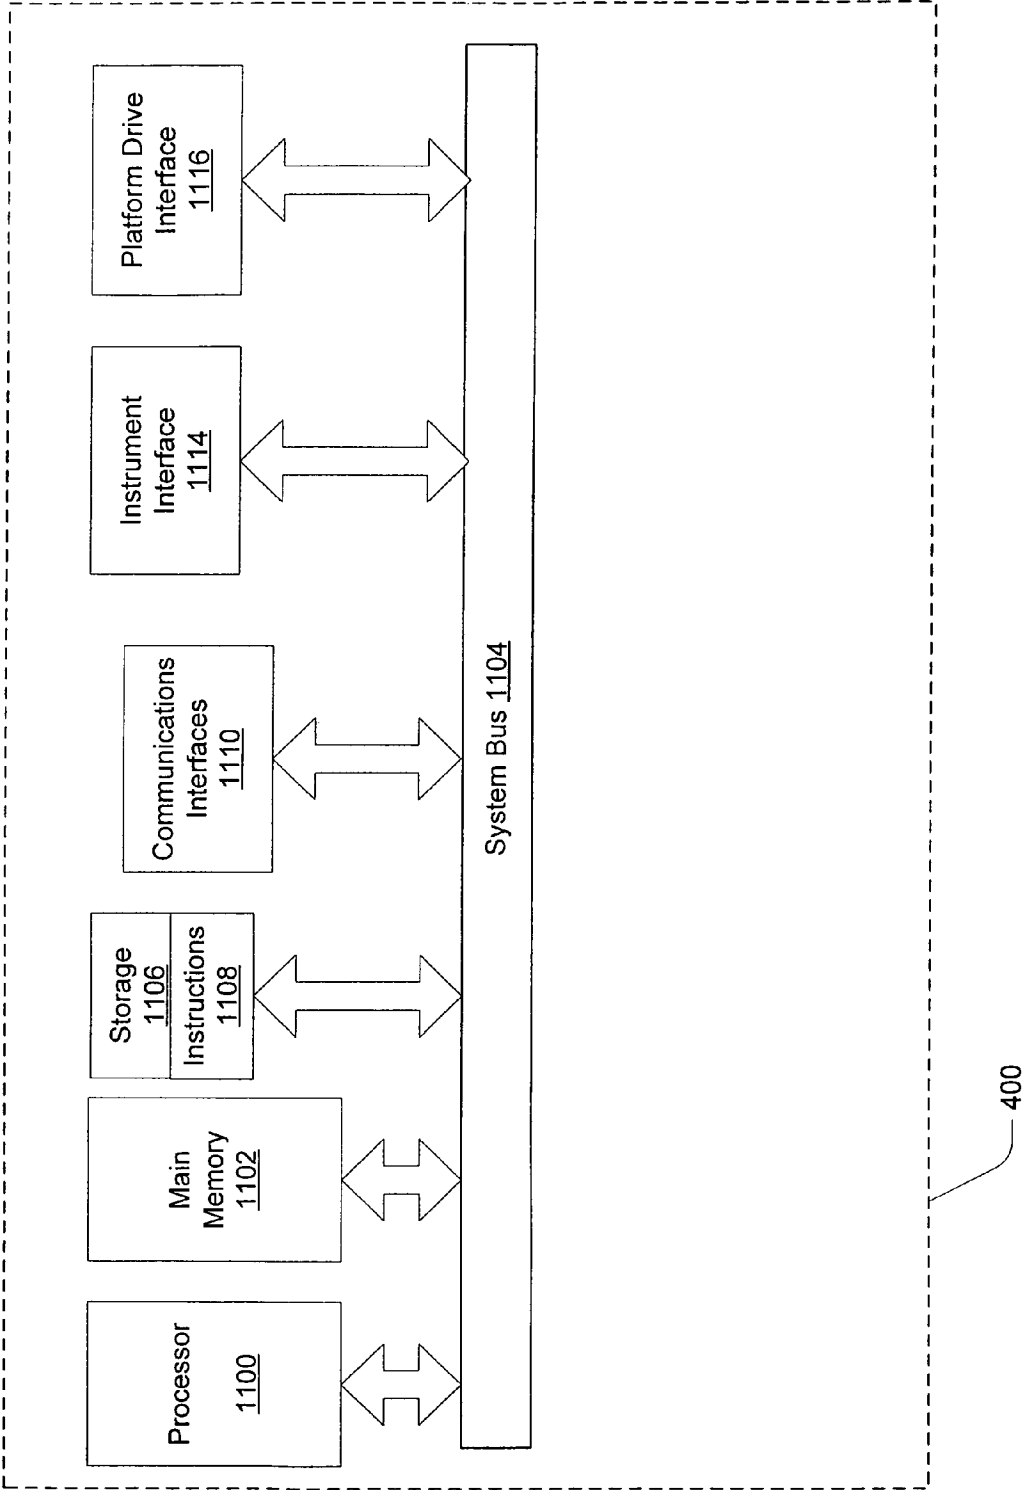 Processor
1100
Main
Memory
1102
Storage
1106
Instructions
1108
Communications
Interfaces
1110
Instrument
Interface
1114
Platform Drive
Interface
1116
System Bus 1104
400